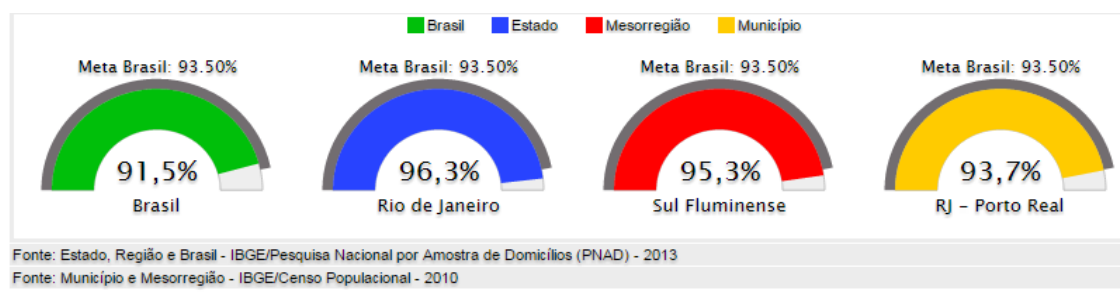 Brasil Estado Mesorregião Município
Meta Brasil: 93.50% Meta Brasil: 93.50% Meta Brasil: 93.50% Meta Brasil: 93.50%
91,5% 96,3% 95,3% 93,7%
Brasil Rio de Janeiro Sul Fluminense RJ - Porto Real
Fonte: Estado, Região e Brasil - IBGE/Pesquisa Nacional por Amostra de Domicílios (PNAD) - 2013
Fonte: Município e Mesorregião - IBGE/Censo Populacional - 2010